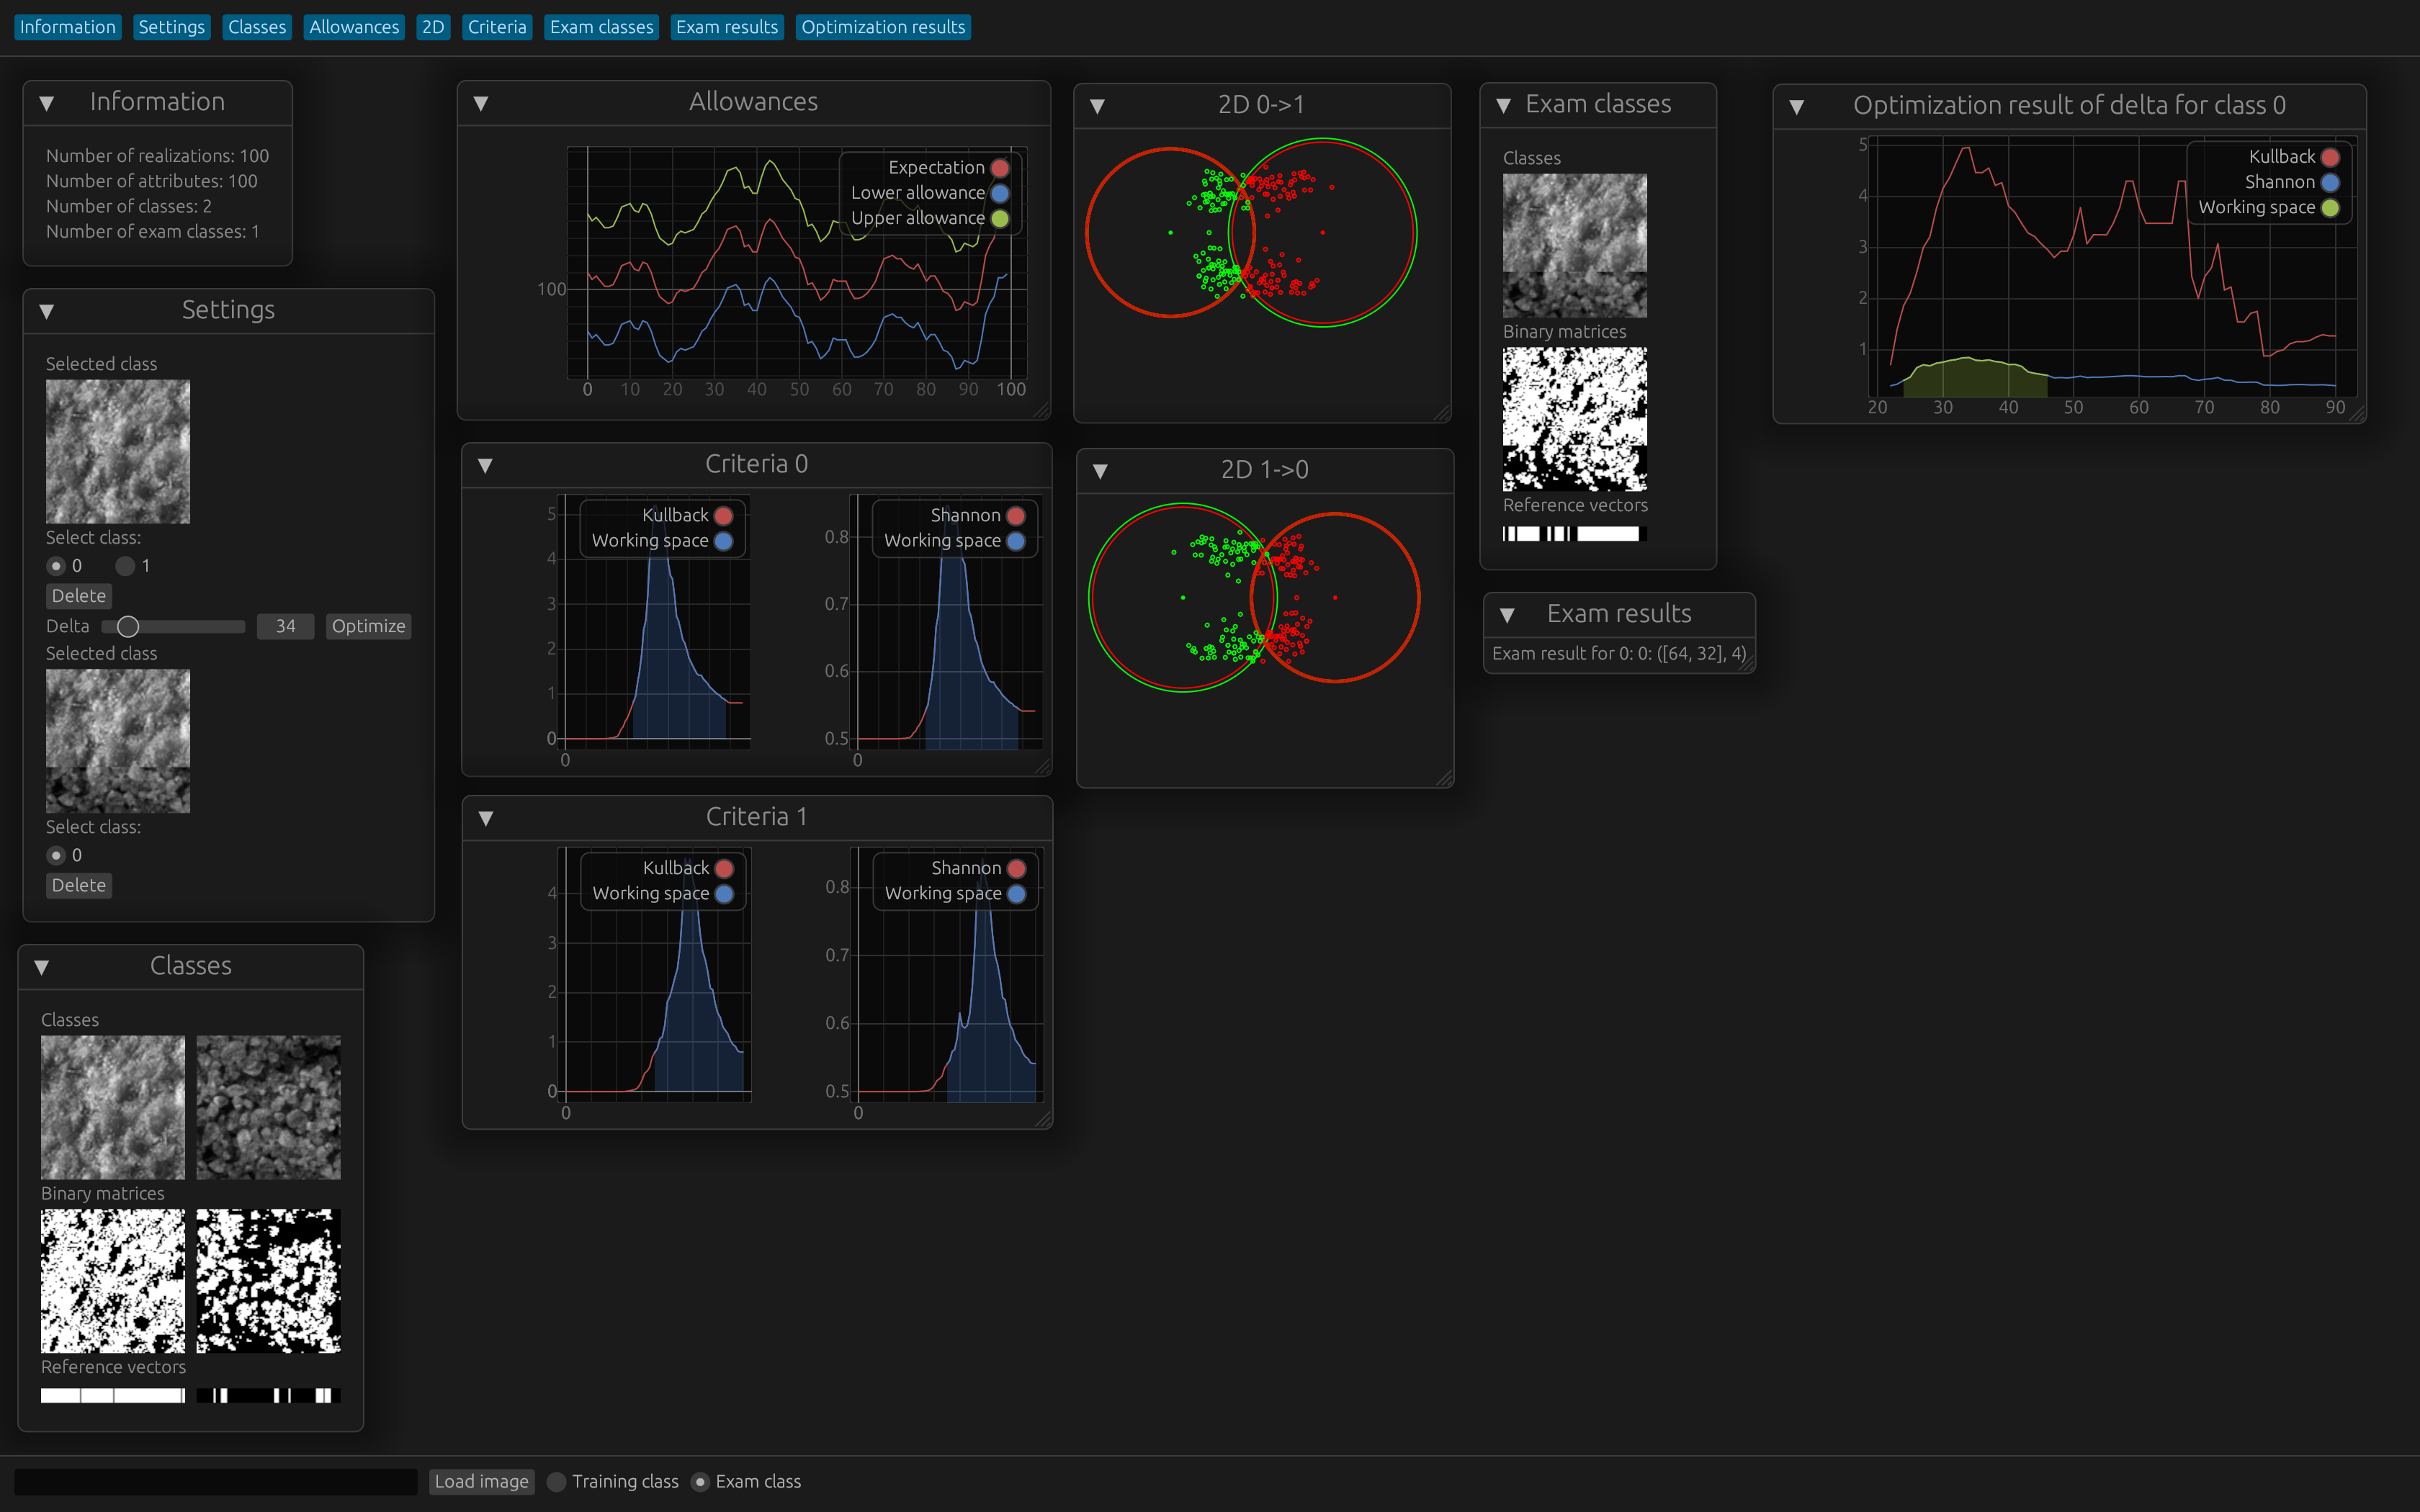 Information Settings Classes Allowances 2D Criteria Exam classes Exam results Optimization results
Information
Number of realizations: 100
Number of attributes: 100
Number of classes: 2
Number of exam classes: 1
Settings
Selected class
Select class:
0 1
Delete
Delta 34 Optimize
Selected class
Select class:
0
Delete
Classes
Classes
Binary matrices
Reference vectors
Allowances
Expectation
Lower allowance
Upper allowance
100
0 10 20 30 40 50 60 70 80 90 100
Criteria 0
Kullback
Working space
5
4
3
2
1
0
0
Shannon
Working space
0.8
0.7
0.6
0.5
0
Criteria 1
Kullback
Working space
4
3
2
1
0
0
Shannon
Working space
0.8
0.7
0.6
0.5
0
2D 0->1
2D 1->0
Exam classes
Classes
Binary matrices
Reference vectors
Exam results
Exam result for 0: 0: ([64, 32], 4)
Optimization result of delta for class 0
Kullback
Shannon
Working space
5
4
3
2
1
20 30 40 50 60 70 80 90
Load image Training class Exam class